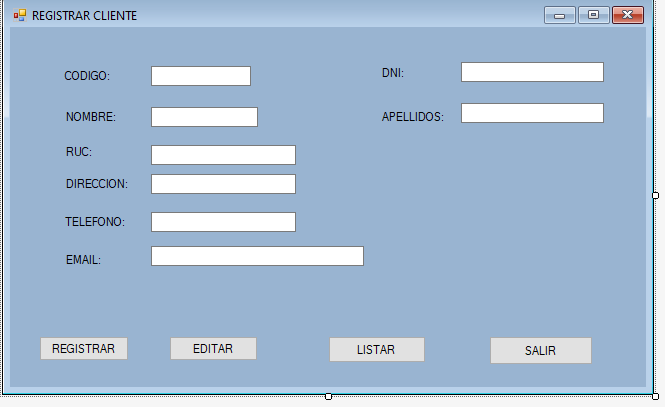 REGISTRAR CLIENTE
CODIGO:
DNI:
NOMBRE:
APELLIDOS:
RUC:
DIRECCION:
TELEFONO:
EMAIL:
REGISTRAR
EDITAR
LISTAR
SALIR